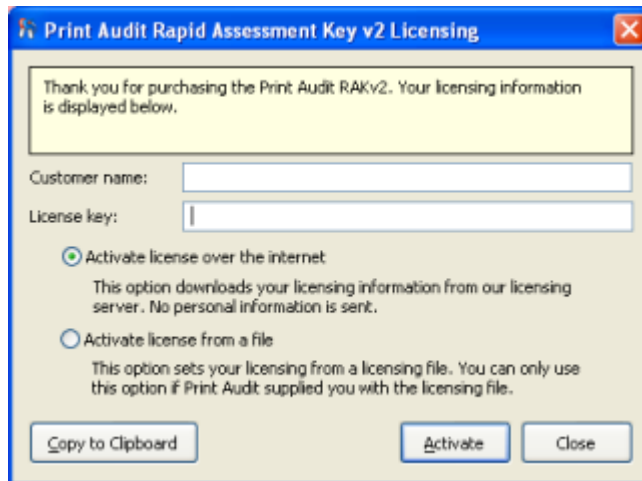 Print Audit Rapid Assessment Key v2 Licensing
Thank you for purchasing the Print Audit RAKv2. Your licensing information
is displayed below.
Customer name:
License key:
Activate license over the internet
This option downloads your licensing information from our licensing
server. No personal information is sent.
Activate license from a file
This option sets your licensing from a licensing file. You can only use
this option if Print Audit supplied you with the licensing file.
Copy to Clipboard Activate Close